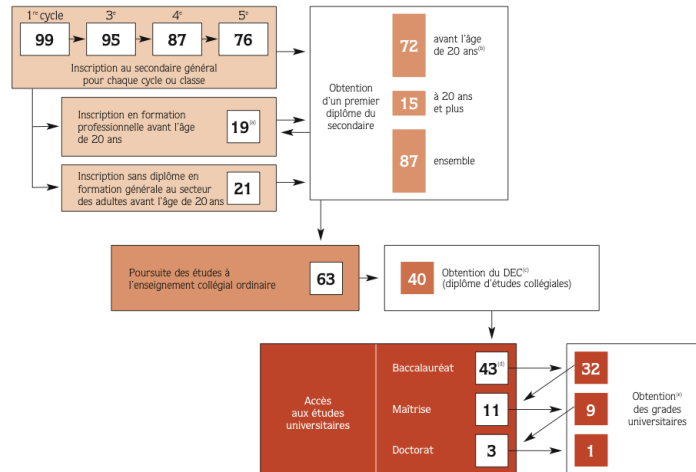 1re cycle 3e 4e 5e
99 95 87 76
Inscription au secondaire général
pour chaque cycle ou classe
Inscription en formation
professionnelle avant l'âge
de 20 ans
19(a)
Inscription sans diplôme en
formation générale au secteur
des adultes avant l'âge de 20 ans
21
Obtention
d'un premier
diplôme du
secondaire
72
avant l'âge
de 20 ans(b)
15
à 20 ans
et plus
87
ensemble
Poursuite des études à
l'enseignement collégial ordinaire
63
40
Obtention du DEC(c)
(diplôme d'études collégiales)
Accès
aux études
universitaires
Baccalauréat
43(d)
Maîtrise
11
Doctorat
3
32
9
1
Obtention(e)
des grades
universitaires